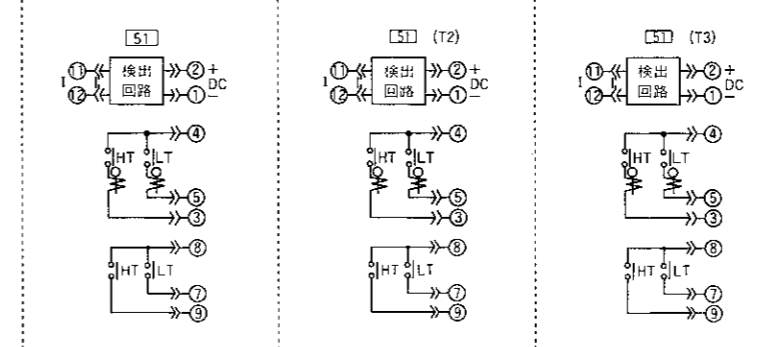 51
⑪ 検出 ② +
I DC
⑫ 回路 ① −
④
HT LT
⑤
③
⑧
HT LT
⑦
⑨
51 (T2)
⑪ 検出 ② +
I DC
⑫ 回路 ① −
④
HT LT
⑤
③
⑧
HT LT
⑦
⑨
51 (T3)
⑪ 検出 ② +
I DC
⑫ 回路 ① −
④
HT LT
⑤
③
⑧
HT LT
⑦
⑨